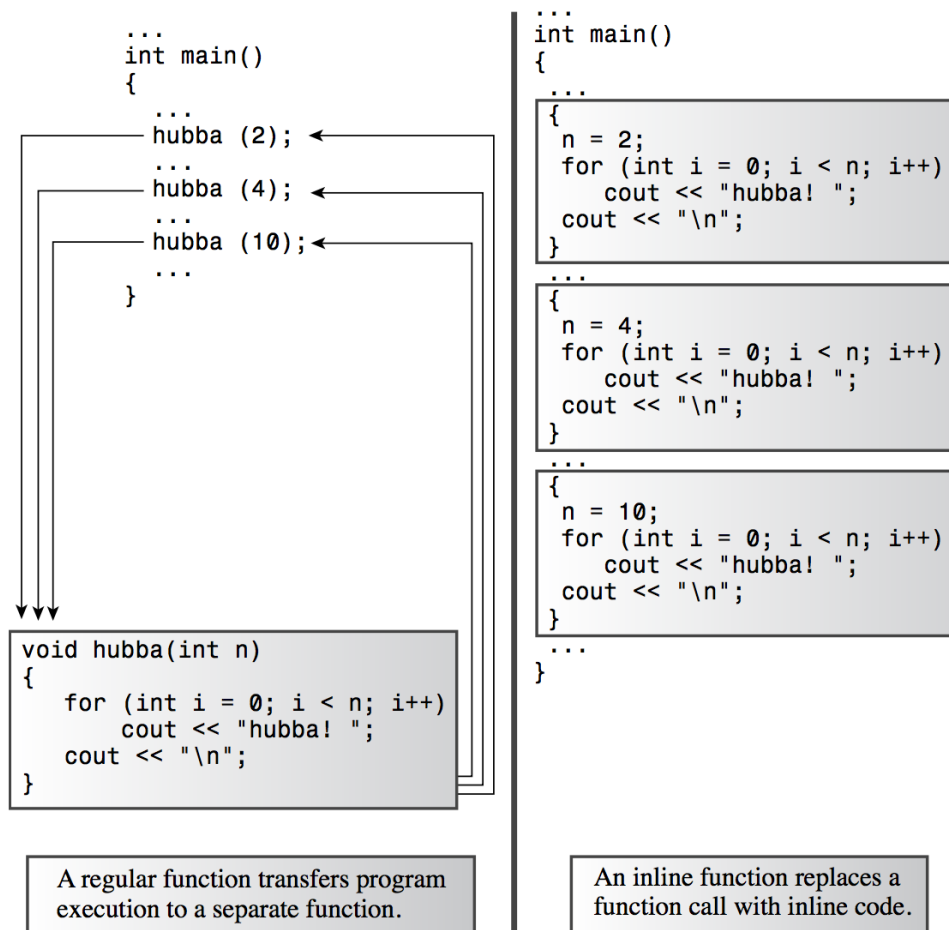 ...
int main()
{
...
hubba (2);
...
hubba (4);
...
hubba (10);
...
}
void hubba(int n)
{
for (int i = 0; i < n; i++)
cout << "hubba! ";
cout << "\n";
}
A regular function transfers program
execution to a separate function.
...
int main()
{
...
{
n = 2;
for (int i = 0; i < n; i++)
cout << "hubba! ";
cout << "\n";
}
...
{
n = 4;
for (int i = 0; i < n; i++)
cout << "hubba! ";
cout << "\n";
}
...
{
n = 10;
for (int i = 0; i < n; i++)
cout << "hubba! ";
cout << "\n";
}
...
}
An inline function replaces a
function call with inline code.